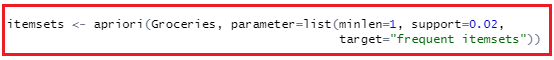 itemsets <- apriori(Groceries, parameter=list(minlen=1, support=0.02,
target="frequent itemsets"))